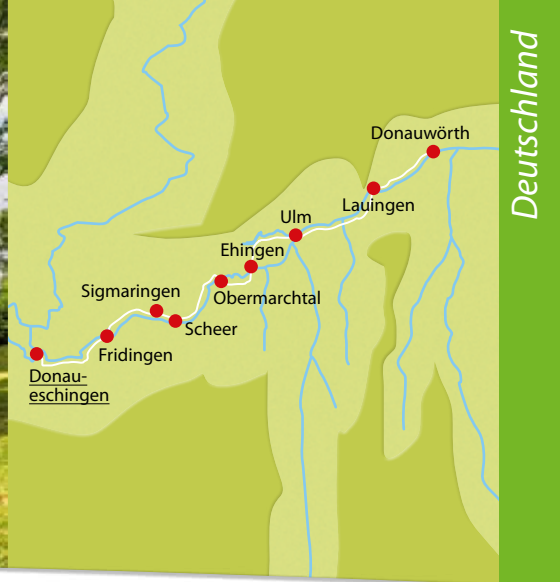 Deutschland
Donauwörth
Lauingen
Ulm
Ehingen
Obermarchtal
Sigmaringen
Scheer
Fridingen
Donau-
eschingen